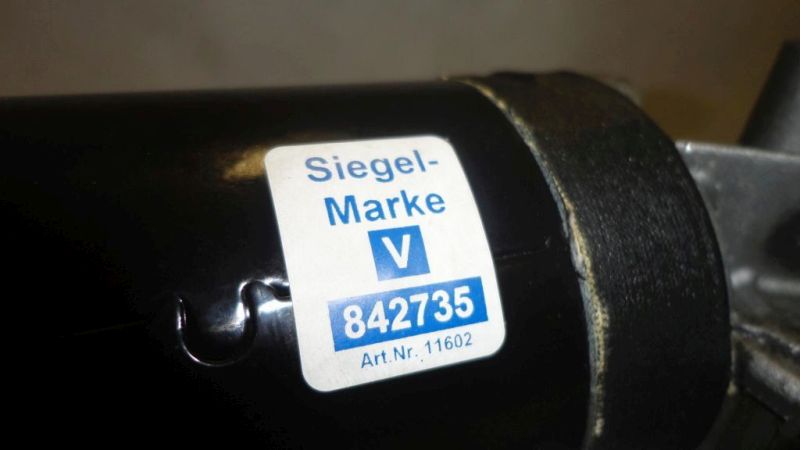 Siegel-
Marke
V
842735
Art.Nr. 11602